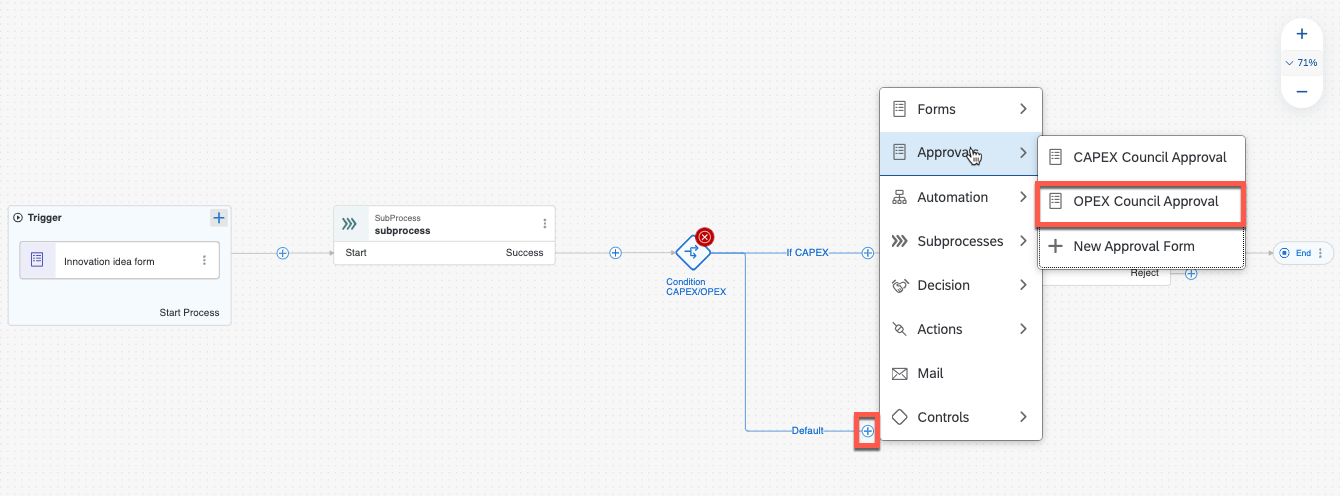 71%
Trigger
Innovation idea form
Start Process
SubProcess
subprocess
Start
Success
Condition
CAPEX/OPEX
If CAPEX
Default
Forms
Approvals
Automation
Subprocesses
Decision
Actions
Mail
Controls
CAPEX Council Approval
OPEX Council Approval
New Approval Form
Reject
End